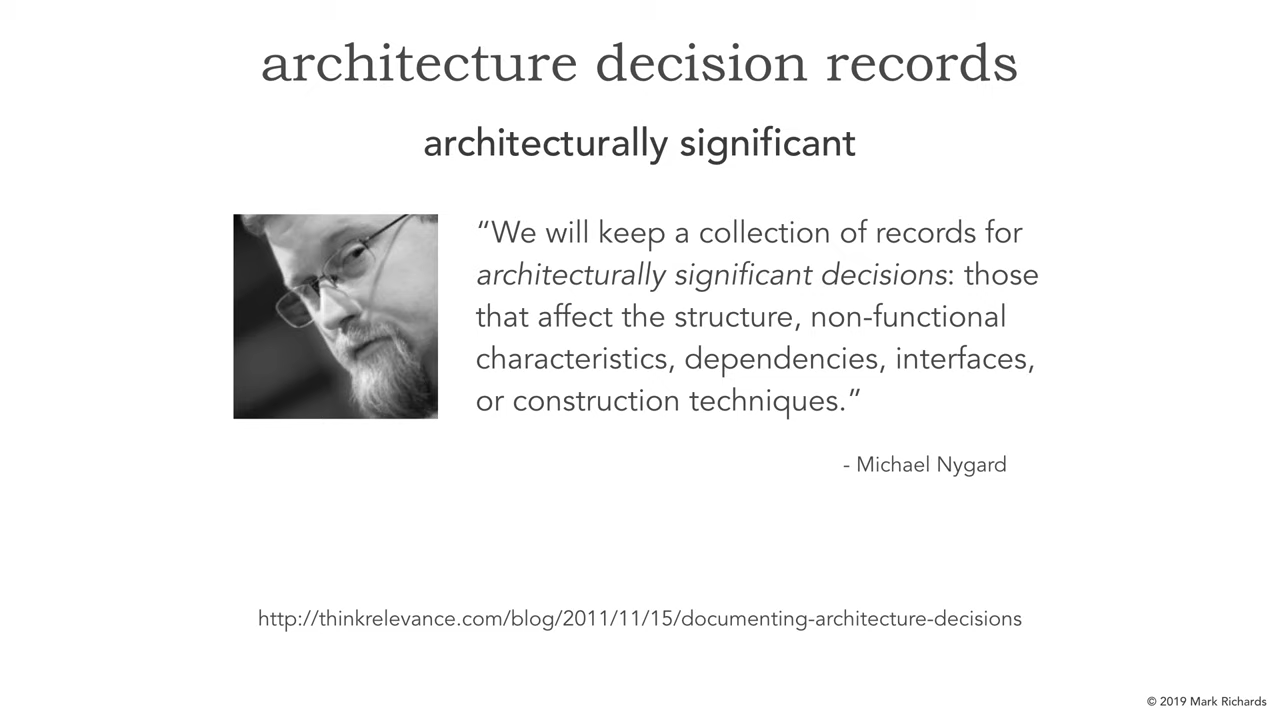 architecture decision records
architecturally significant
“We will keep a collection of records for
architecturally significant decisions: those
that affect the structure, non-functional
characteristics, dependencies, interfaces,
or construction techniques.”
- Michael Nygard
http://thinkrelevance.com/blog/2011/11/15/documenting-architecture-decisions
© 2019 Mark Richards